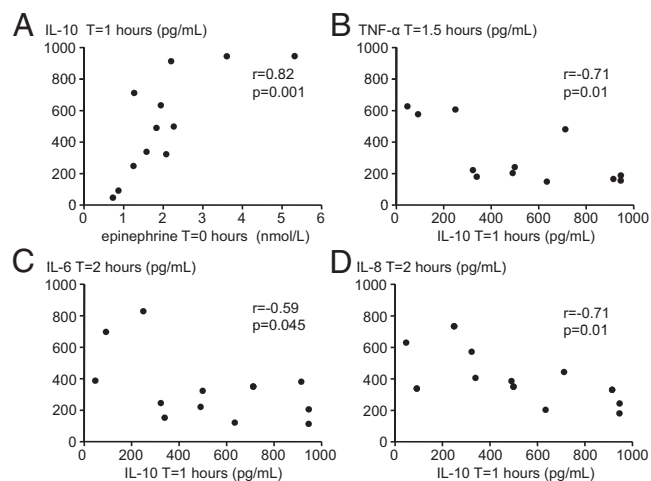 A IL-10 T=1 hours (pg/mL)
1000
800
600
400
200
0
r=0.82
p=0.001
0 1 2 3 4 5 6
epinephrine T=0 hours (nmol/L)
B TNF-α T=1.5 hours (pg/mL)
1000
800
600
400
200
0
r=-0.71
p=0.01
0 200 400 600 800 1000
IL-10 T=1 hours (pg/mL)
C IL-6 T=2 hours (pg/mL)
1000
800
600
400
200
0
r=-0.59
p=0.045
0 200 400 600 800 1000
IL-10 T=1 hours (pg/mL)
D IL-8 T=2 hours (pg/mL)
1000
800
600
400
200
0
r=-0.71
p=0.01
0 200 400 600 800 1000
IL-10 T=1 hours (pg/mL)